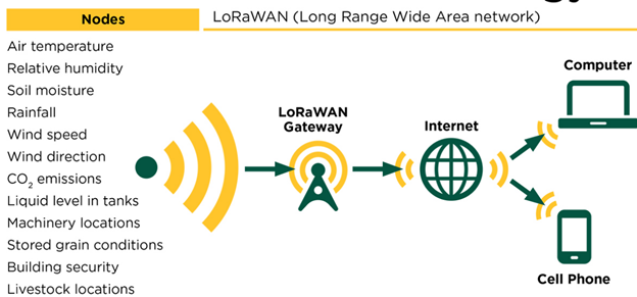 Nodes
LoRaWAN (Long Range Wide Area network)
Air temperature
Relative humidity
Soil moisture
Rainfall
Wind speed
Wind direction
CO₂ emissions
Liquid level in tanks
Machinery locations
Stored grain conditions
Building security
Livestock locations
LoRaWAN
Gateway
Internet
Computer
Cell Phone